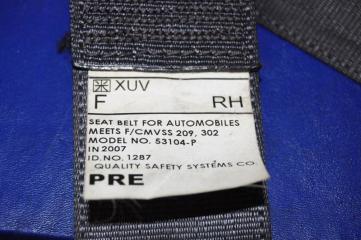 XUV
F RH
SEAT BELT FOR AUTOMOBILES
MEETS F/CMVSS 209, 302
MODEL NO. 53104-P
IN 2007
ID. NO. 1287
QUALITY SAFETY SYSTEMS CO.
PRE